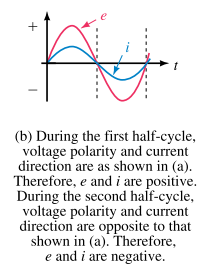 +
e
i
t
−
(b) During the first half-cycle,
voltage polarity and current
direction are as shown in (a).
Therefore, e and i are positive.
During the second half-cycle,
voltage polarity and current
direction are opposite to that
shown in (a). Therefore,
e and i are negative.